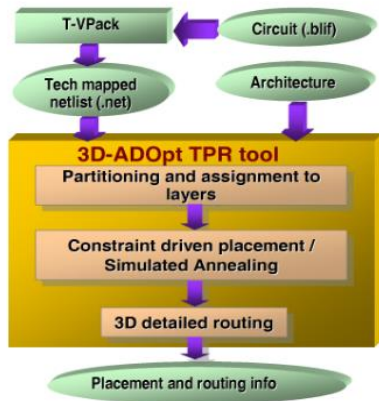 T-VPack
Circuit (.blif)
Tech mapped
netlist (.net)
Architecture
3D-ADOpt TPR tool
Partitioning and assignment to
layers
Constraint driven placement /
Simulated Annealing
3D detailed routing
Placement and routing info